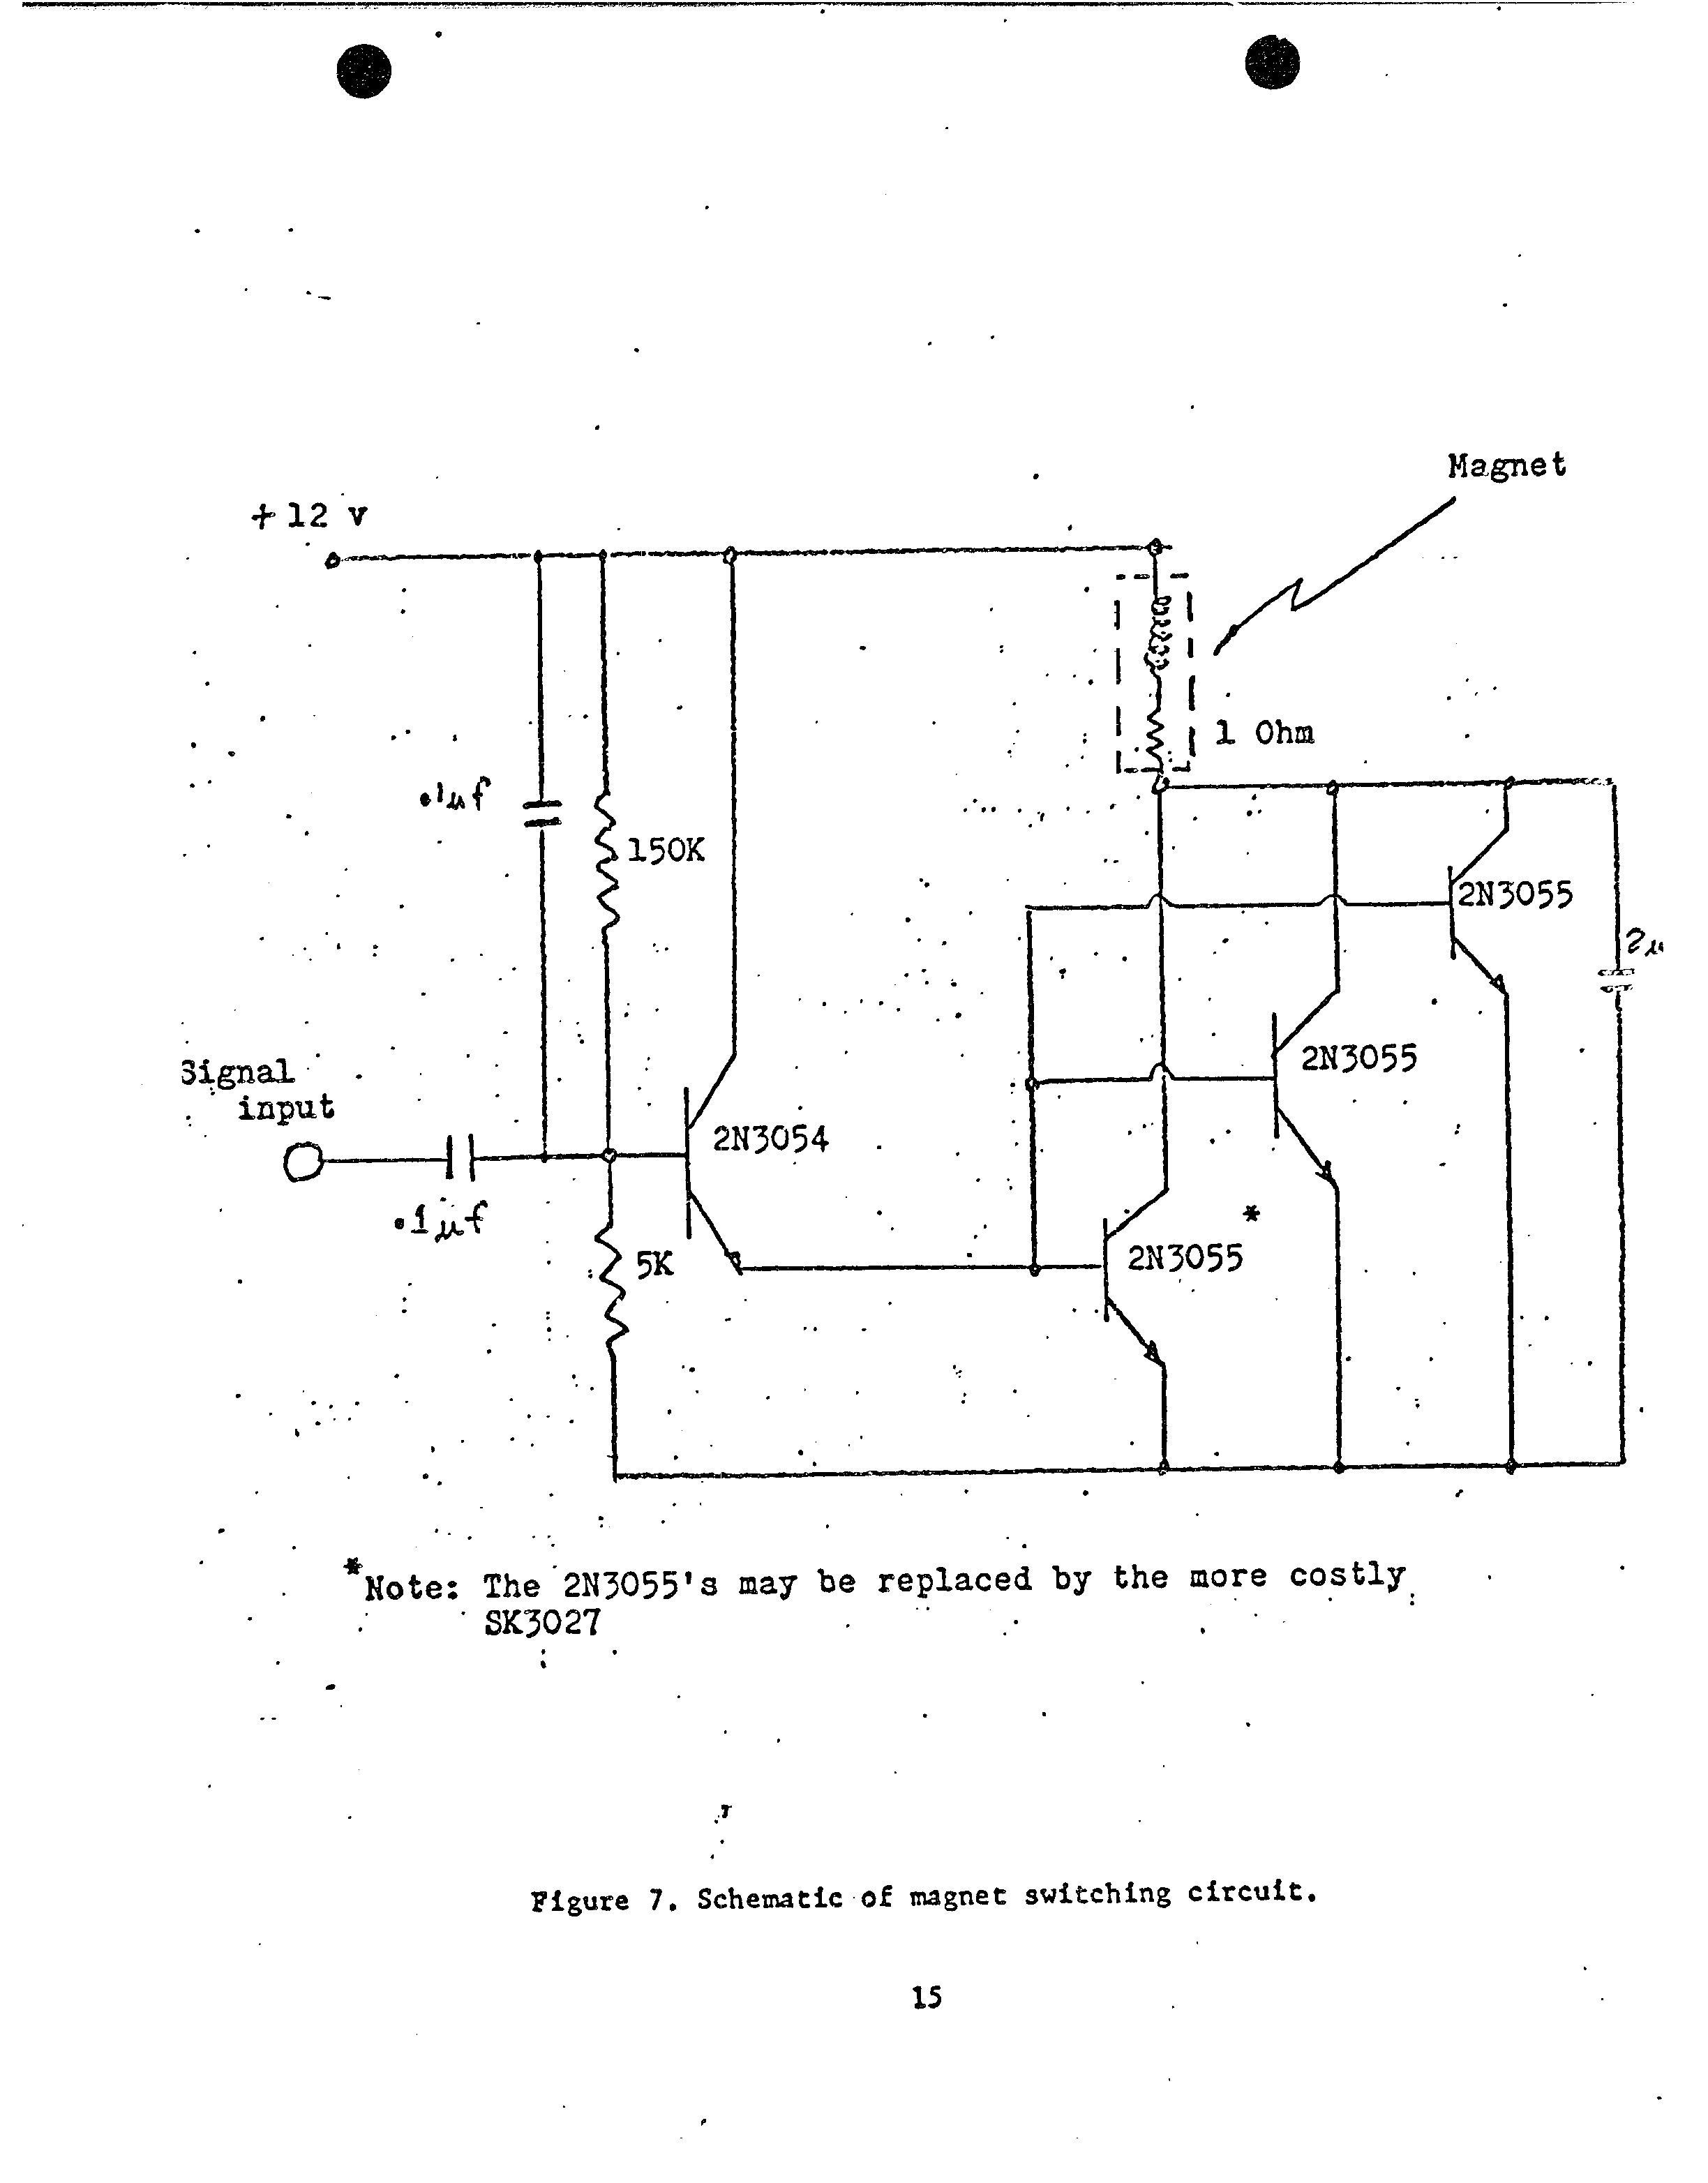 Magnet
+ 12 v
1 Ohm
.1μf
150K
2N3055
2μ
Signal
input
2N3055
2N3054
.1μf
5K
2N3055
*
*Note: The 2N3055's may be replaced by the more costly
SK3027
Figure 7. Schematic of magnet switching circuit.
15